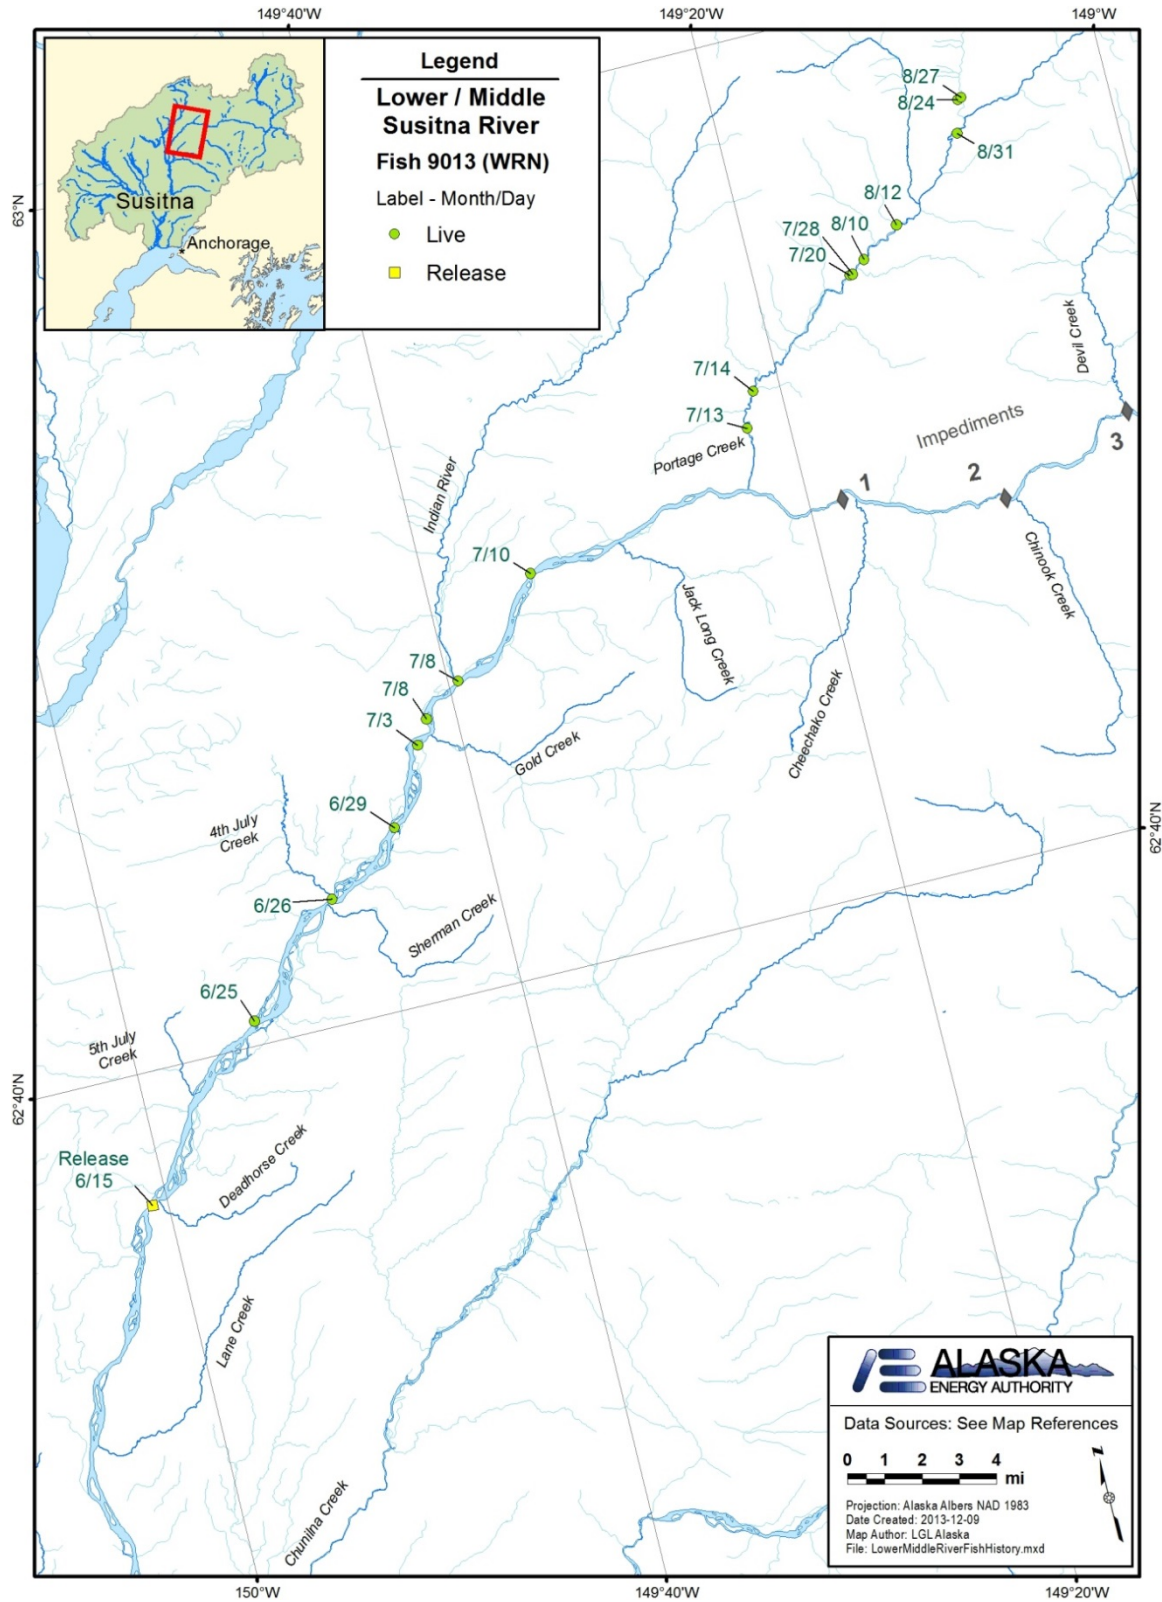 149°40'W
149°20'W
149°W
Legend
Lower / Middle
Susitna River
Fish 9013 (WRN)
Label - Month/Day
Live
Release
Susitna
Anchorage
63°N
8/27
8/24
8/31
8/12
7/28
8/10
7/20
Devil Creek
7/14
7/13
Portage Creek
Impediments
3
2
1
Indian River
7/10
Chinook Creek
Jack Long Creek
7/8
7/8
7/3
Gold Creek
Cheechako Creek
6/29
4th July
Creek
62°40'N
6/26
Sherman Creek
6/25
5th July
Creek
62°40'N
Release
6/15
Deadhorse Creek
Lane Creek
Chunilna Creek
ALASKA
ENERGY AUTHORITY
Data Sources: See Map References
0 1 2 3 4
mi
N
Projection: Alaska Albers NAD 1983
Date Created: 2013-12-09
Map Author: LGL Alaska
File: LowerMiddleRiverFishHistory.mxd
150°W
149°40'W
149°20'W